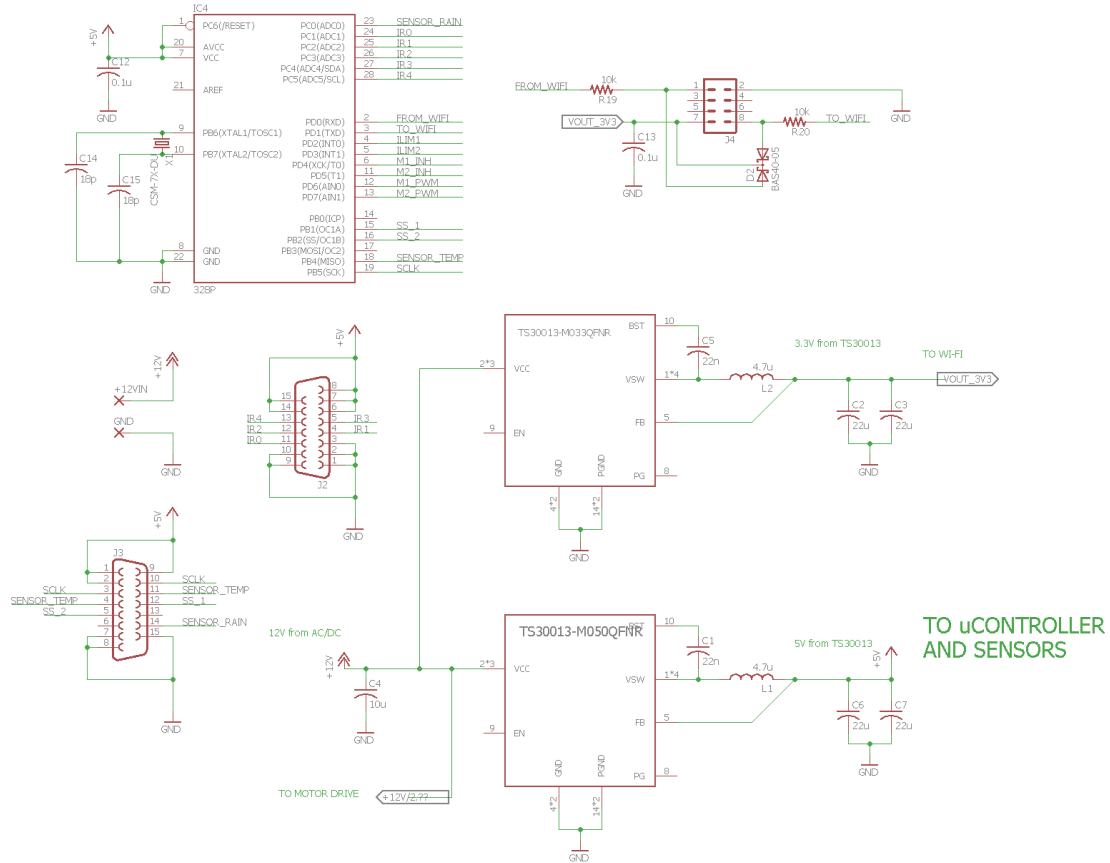 IC4
1 PC6(/RESET) PC0(ADC0) 23 SENSOR_RAIN
PC1(ADC1) 24 IR0
+5V 20 AVCC PC2(ADC2) 25 IR1
7 VCC PC3(ADC3) 26 IR2
C12 PC4(ADC4/SDA) 27 IR3
0.1u PC5(ADC5/SCL) 28 IR4
21 AREF
GND
PD0(RXD) 2 FROM_WIFI
9 PB6(XTAL1/TOSC1) PD1(TXD) 3 TO_WIFI
PD2(INT0) 4 ILIM1
10 PB7(XTAL2/TOSC2) PD3(INT1) 5 ILIM2
C14 X1 PD4(XCK/T0) 6 M1_INH
18p CSM-7X-DU PD5(T1) 11 M2_INH
C15 PD6(AIN0) 12 M1_PWM
18p PD7(AIN1) 13 M2_PWM
PB0(ICP) 14
PB1(OC1A) 15 SS_1
PB2(SS/OC1B) 16 SS_2
8 GND PB3(MOSI/OC2) 17
22 GND PB4(MISO) 18 SENSOR_TEMP
PB5(SCK) 19 SCLK
GND
328P
FROM_WIFI 10k R19 1 2
3 4
5 6
VOUT_3V3 7 8 10k R20 TO_WIFI
J4 GND
C13
0.1u
GND
D2 BAS40-05
+12V
+12VIN
GND
GND
+5V
8
15 7
14 6
IR4 13 5 IR3
IR2 12 4 IR1
IR0 11 3
10 2
9 1
J2
GND
TS30013-M033QFNR
BST 10
C5
22n
2*3 VCC VSW 1*4
4.7u
L2
3.3V from TS30013
TO WI-FI
VOUT_3V3
C2
22u
C3
22u
GND
9 EN FB 5
PG 8
GND PGND
4*2 14*2
GND
+5V
J3
1 9
2 10 SCLK
SCLK 3 11 SENSOR_TEMP
SENSOR_TEMP 4 12 SS_1
SS_2 5 13
6 14 SENSOR_RAIN
7 15
8
GND
12V from AC/DC
+12V
C4
10u
GND
TO MOTOR DRIVE
+12V/2.??
TS30013-M050QFNR
BST 10
C1
22n
2*3 VCC VSW 1*4
4.7u
L1
5V from TS30013
+5V
C6
22u
C7
22u
GND
9 EN FB 5
PG 8
GND PGND
4*2 14*2
GND
TO uCONTROLLER
AND SENSORS